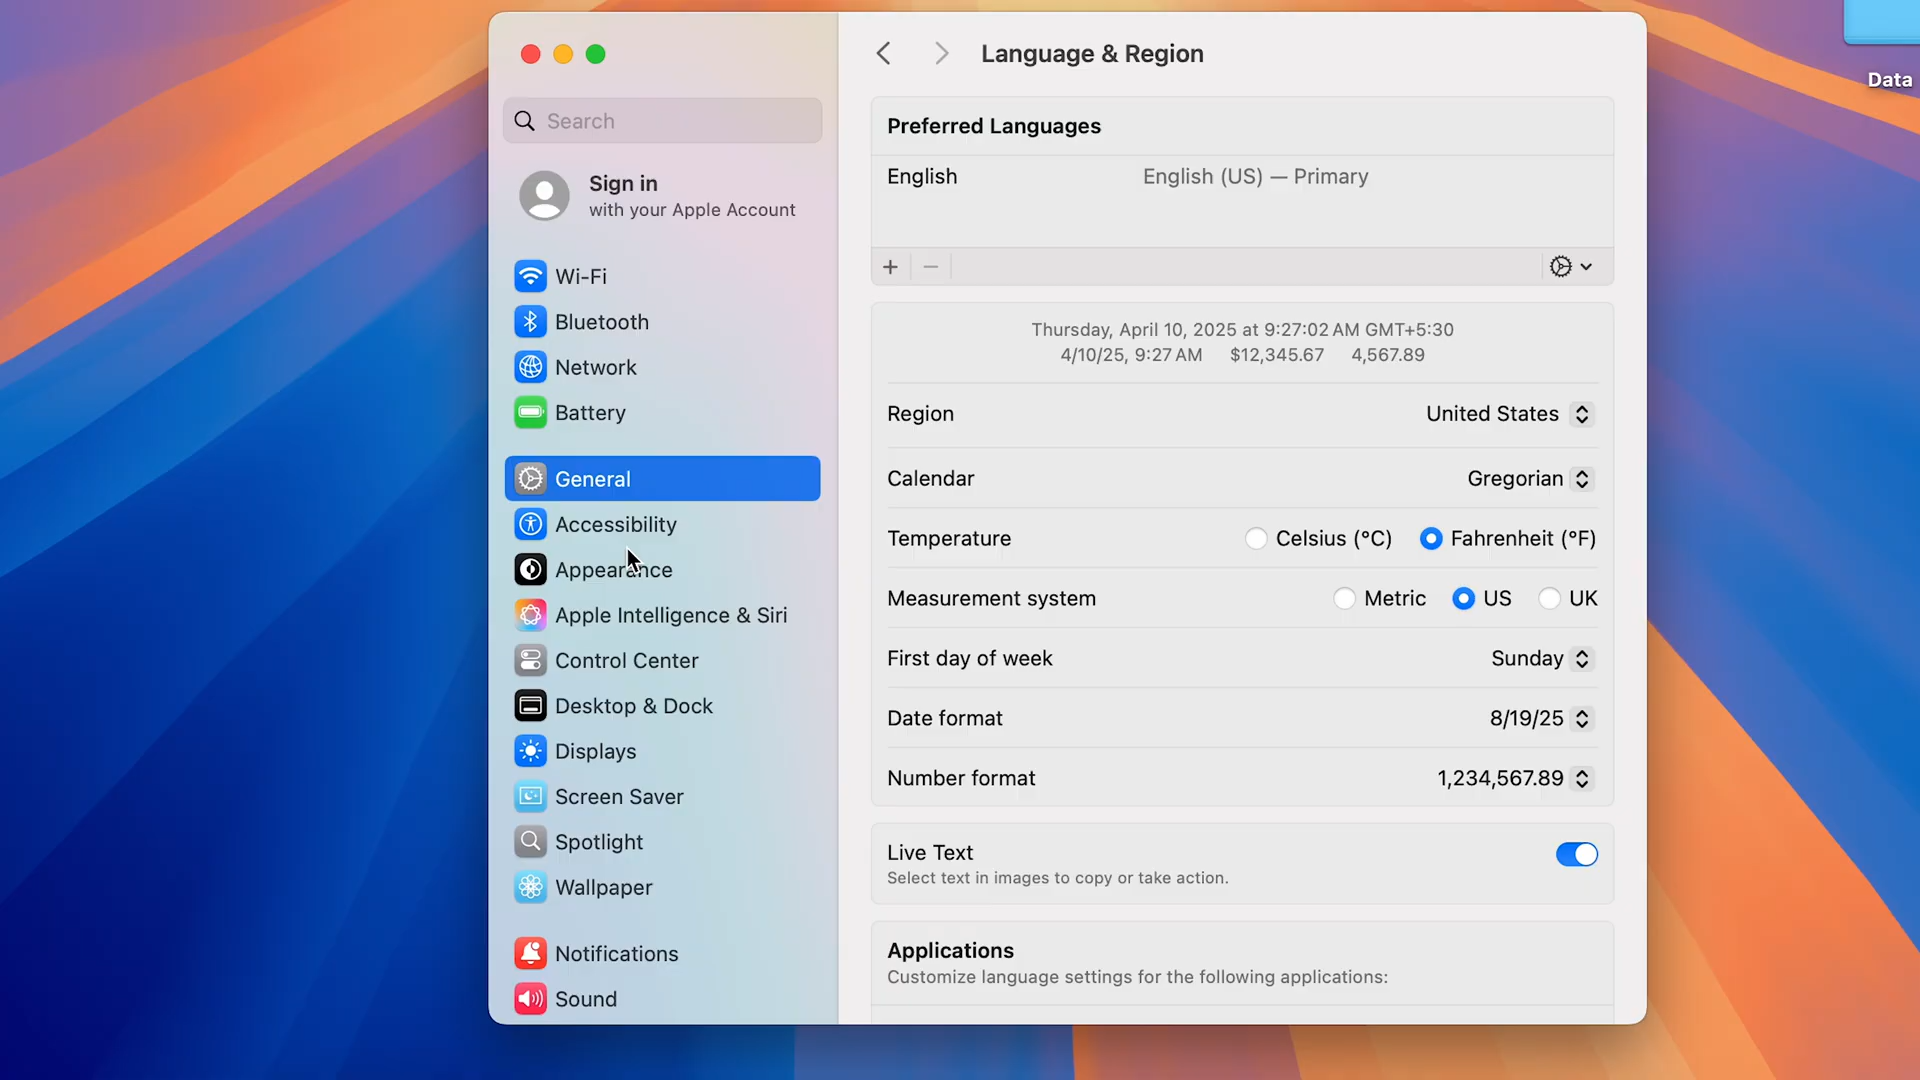 Language & Region
Data
Search
Sign in
with your Apple Account
Wi-Fi
Bluetooth
Network
Battery
General
Accessibility
Appearance
Apple Intelligence & Siri
Control Center
Desktop & Dock
Displays
Screen Saver
Spotlight
Wallpaper
Notifications
Sound
Preferred Languages
English English (US) — Primary
Thursday, April 10, 2025 at 9:27:02 AM GMT+5:30
4/10/25, 9:27 AM $12,345.67 4,567.89
Region United States
Calendar Gregorian
Temperature Celsius (°C) Fahrenheit (°F)
Measurement system Metric US UK
First day of week Sunday
Date format 8/19/25
Number format 1,234,567.89
Live Text
Select text in images to copy or take action.
Applications
Customize language settings for the following applications: